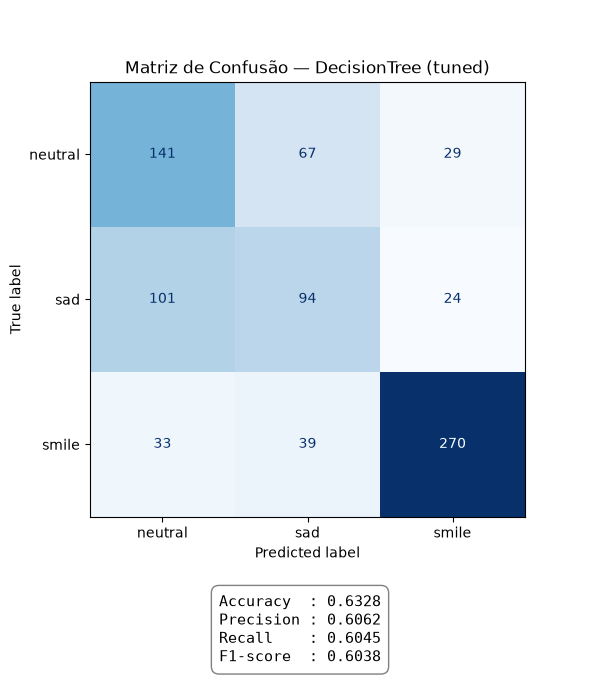 Matriz de Confusão — DecisionTree (tuned)
neutral 141 67 29
sad 101 94 24
smile 33 39 270
True label
neutral sad smile
Predicted label
Accuracy  : 0.6328
Precision : 0.6062
Recall    : 0.6045
F1-score  : 0.6038